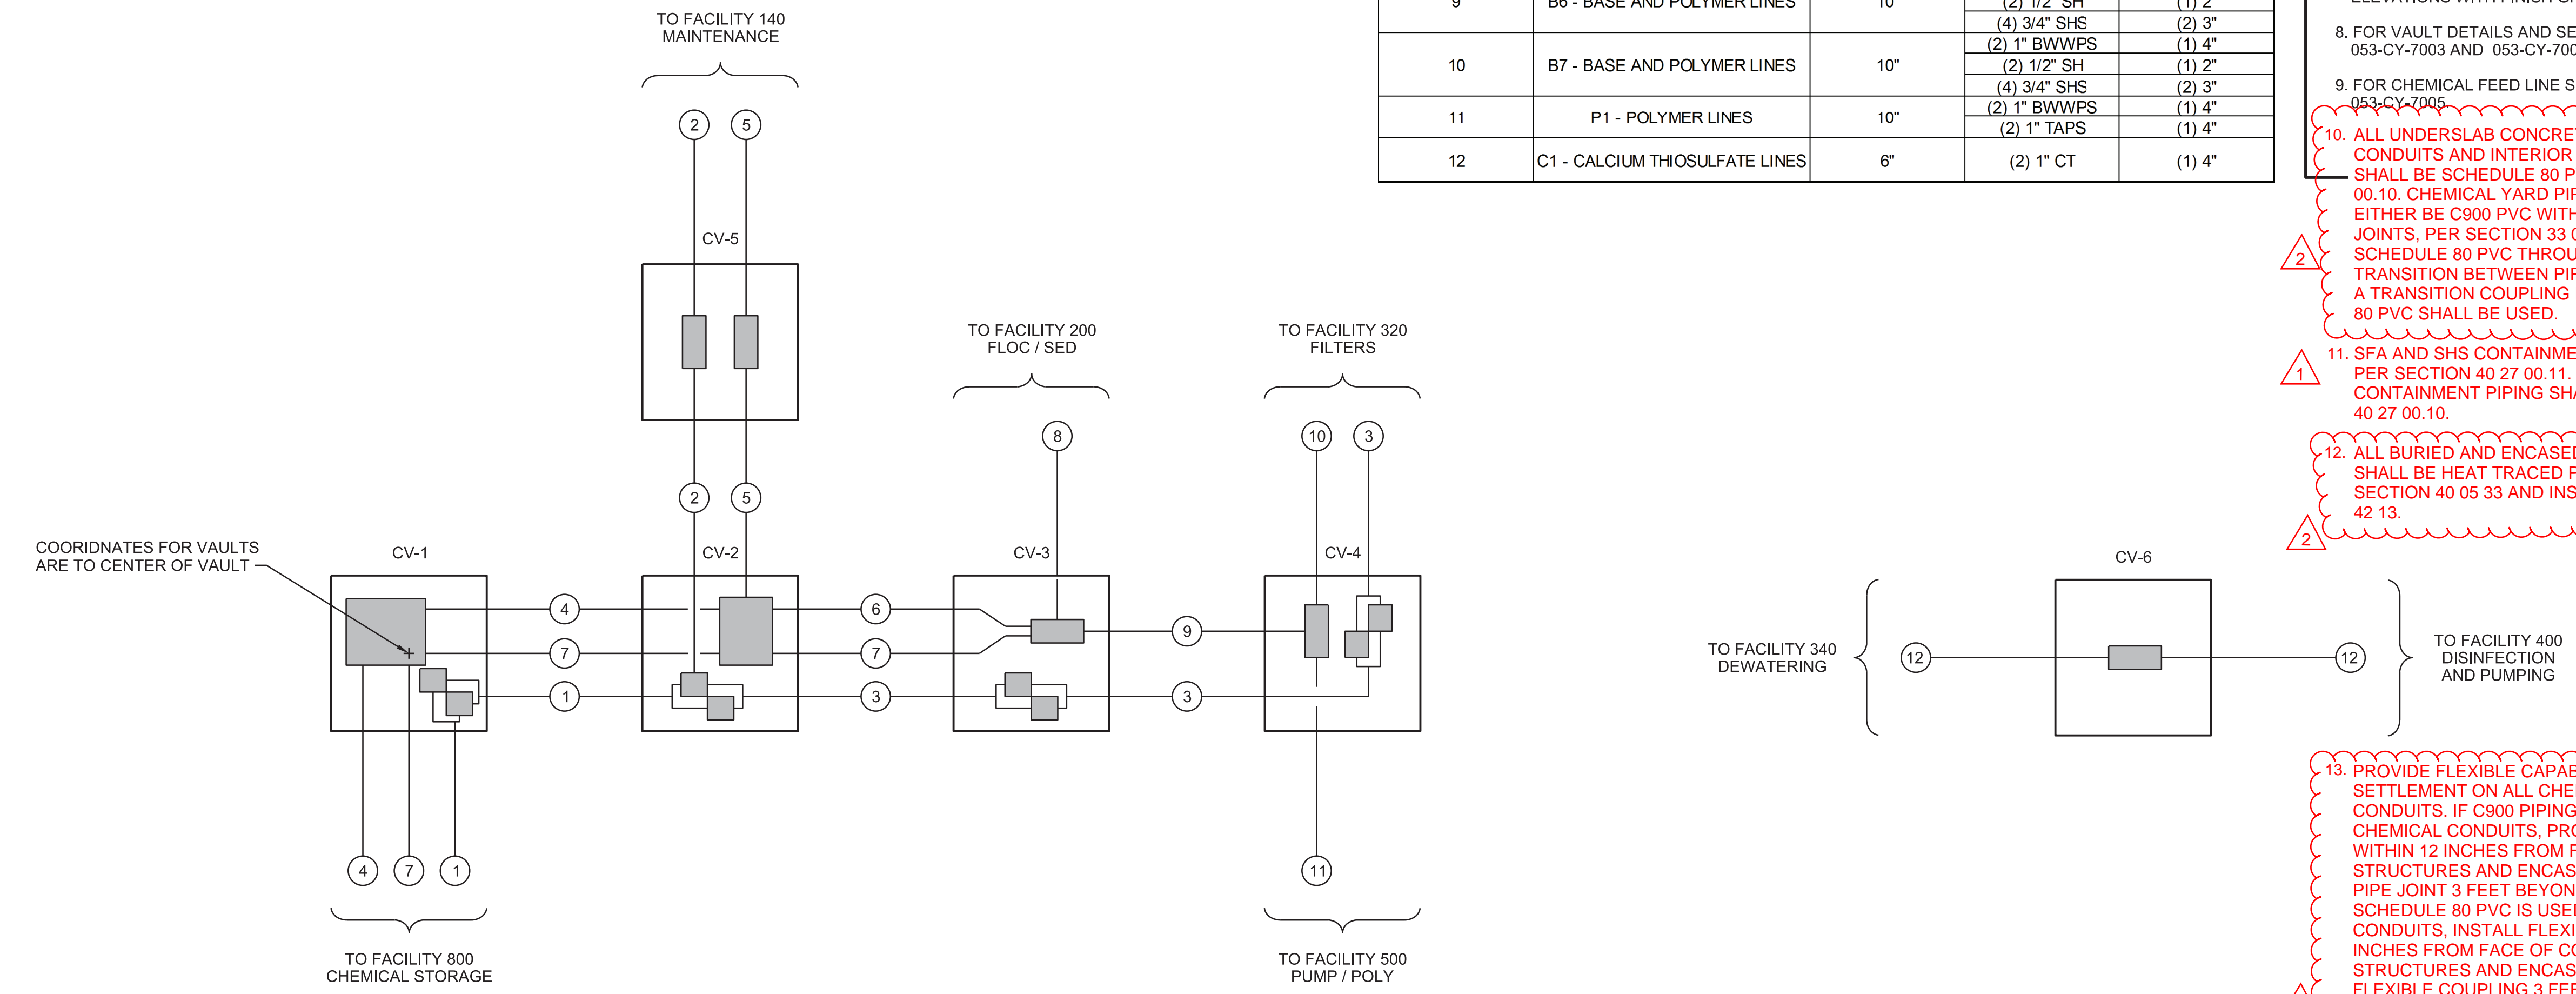 TO FACILITY 140
MAINTENANCE
2 5
CV-5
2 5
TO FACILITY 200
FLOC / SED
8
TO FACILITY 320
FILTERS
10 3
COORIDNATES FOR VAULTS
ARE TO CENTER OF VAULT
CV-1 CV-2 CV-3 CV-4
4 6
9
7 7
1 3 3
4 7 1
11
TO FACILITY 800
CHEMICAL STORAGE
TO FACILITY 500
PUMP / POLY
CV-6
TO FACILITY 340
DEWATERING
12 12
TO FACILITY 400
DISINFECTION
AND PUMPING
9 B6 - BASE AND POLYMER LINES 10" (2) 1/2" SH (1) 2"
(4) 3/4" SHS (2) 3"
(2) 1" BWWPS (1) 4"
10 B7 - BASE AND POLYMER LINES 10" (2) 1/2" SH (1) 2"
(4) 3/4" SHS (2) 3"
(2) 1" BWWPS (1) 4"
11 P1 - POLYMER LINES 10"
(2) 1" TAPS (1) 4"
12 C1 - CALCIUM THIOSULFATE LINES 6" (2) 1" CT (1) 4"
ELEVATIONS WITH FINISH
8. FOR VAULT DETAILS AND SE
053-CY-7003 AND 053-CY-700
9. FOR CHEMICAL FEED LINE S
053-CY-7005.
10. ALL UNDERSLAB CONCRE
CONDUITS AND INTERIOR
SHALL BE SCHEDULE 80 P
00.10. CHEMICAL YARD PIP
EITHER BE C900 PVC WITH
JOINTS, PER SECTION 33 0
SCHEDULE 80 PVC THROU
TRANSITION BETWEEN PIP
A TRANSITION COUPLING
80 PVC SHALL BE USED.
2
11. SFA AND SHS CONTAINME
PER SECTION 40 27 00.11.
CONTAINMENT PIPING SHA
40 27 00.10.
1
12. ALL BURIED AND ENCASED
SHALL BE HEAT TRACED P
SECTION 40 05 33 AND INS
42 13.
2
13. PROVIDE FLEXIBLE CAPAB
SETTLEMENT ON ALL CHE
CONDUITS. IF C900 PIPING
CHEMICAL CONDUITS, PRO
WITHIN 12 INCHES FROM F
STRUCTURES AND ENCAS
PIPE JOINT 3 FEET BEYON
SCHEDULE 80 PVC IS USE
CONDUITS, INSTALL FLEXI
INCHES FROM FACE OF CO
STRUCTURES AND ENCAS
FLEXIBLE COUPLING 3 FEE